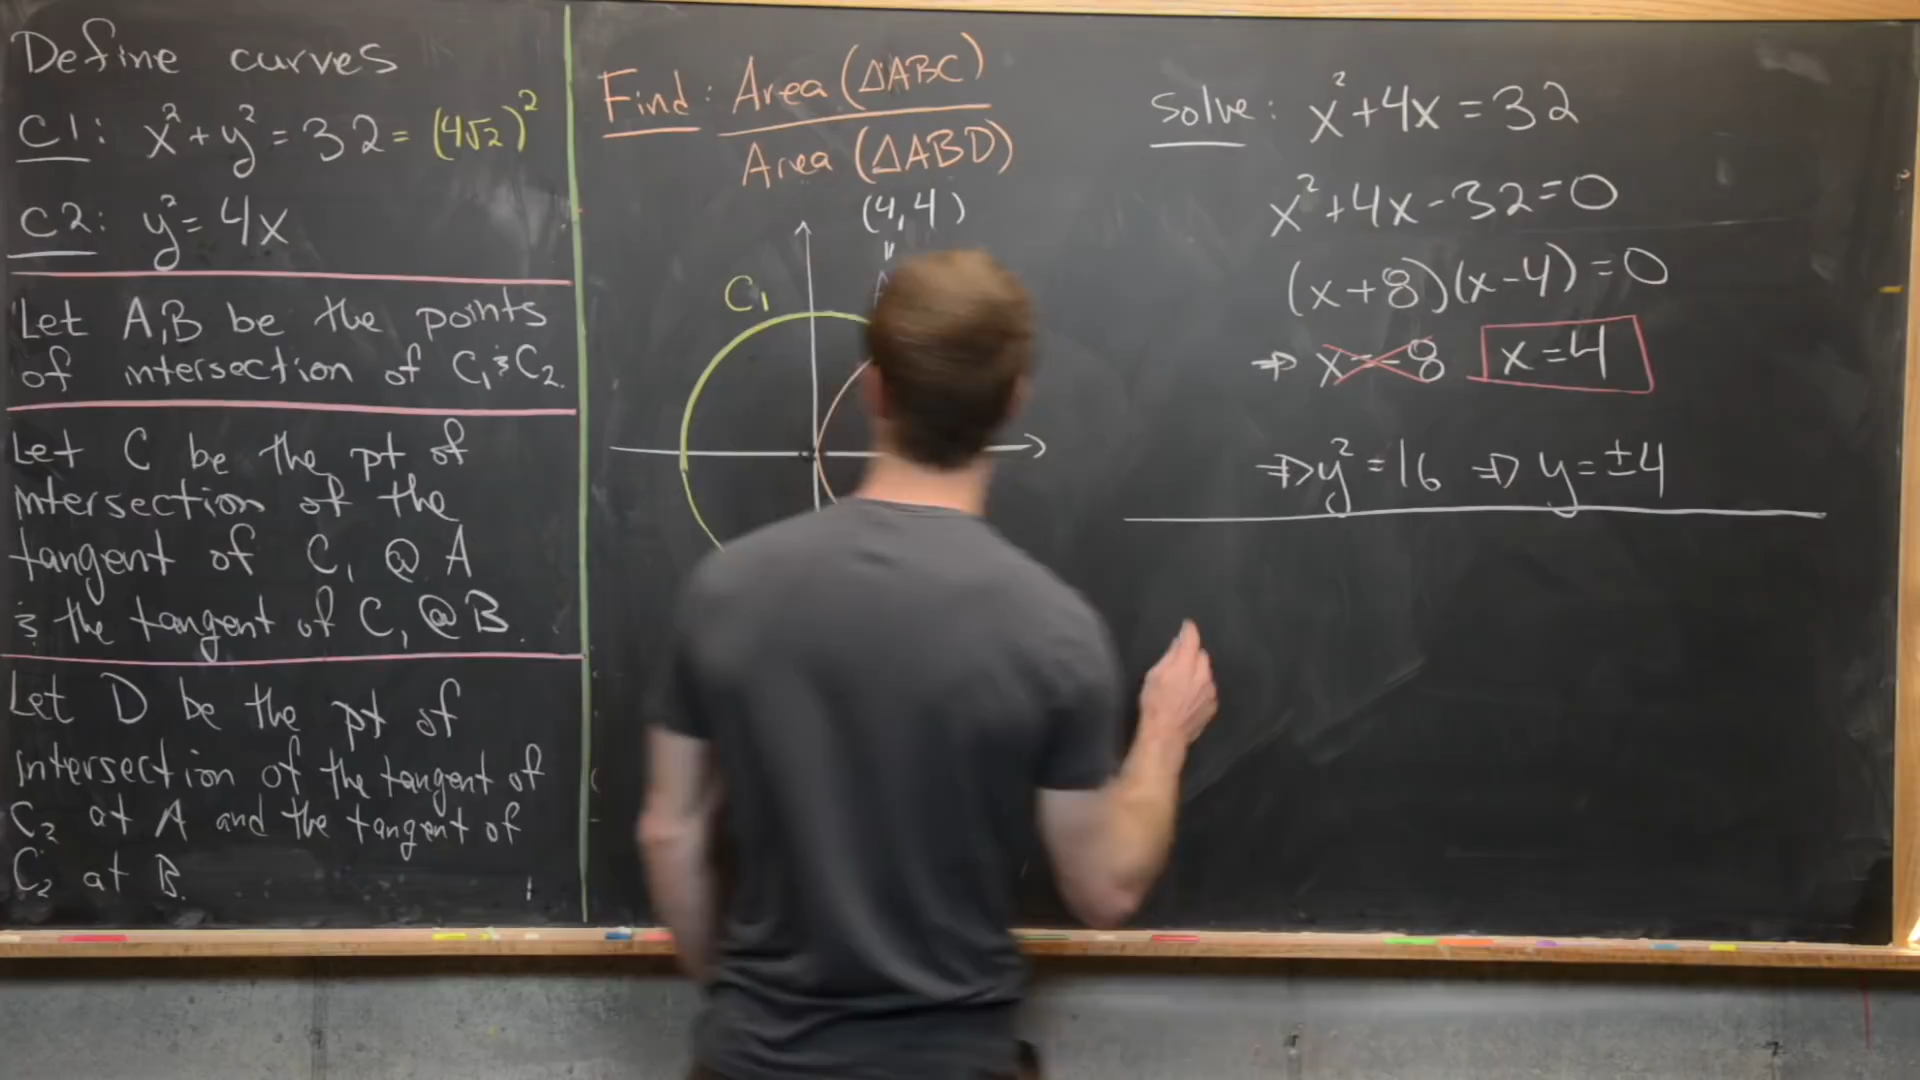 Define curves
C1: x²+y²=32=(4√2)²
C2: y²=4x
Let A,B be the points
of intersection of C₁ & C₂.
Let C be the pt of
intersection of the
tangent of C₁ @ A
& the tangent of C₁ @ B.
Let D be the pt of
intersection of the tangent of
C₂ at A and the tangent of
C₂ at B.
Find: Area (△ABC)
Area (△ABD)
(4,4)
C₁
Solve: x²+4x=32
x²+4x-32=0
(x+8)(x-4)=0
⇒ x=-8 x=4
⇒ y²=16 ⇒ y=±4